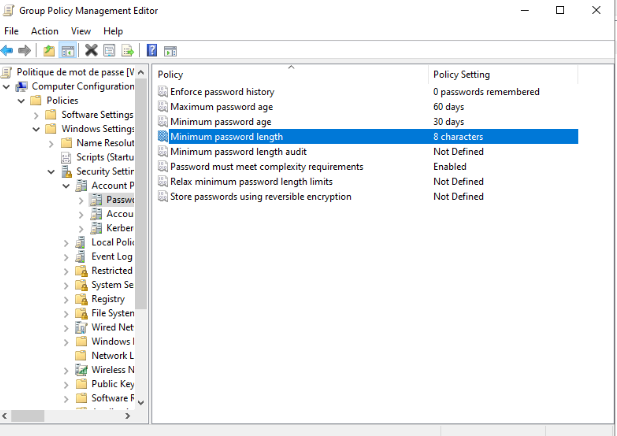 Group Policy Management Editor
File Action View Help
Politique de mot de passe [W
Computer Configuration
Policies
Software Settings
Windows Settings
Name Resolut
Scripts (Startu
Security Settin
Account P
Passwo
Accou
Kerber
Local Polic
Event Log
Restricted
System Se
Registry
File System
Wired Net
Windows
Network L
Wireless N
Public Key
Software R
Policy Policy Setting
Enforce password history 0 passwords remembered
Maximum password age 60 days
Minimum password age 30 days
Minimum password length 8 characters
Minimum password length audit Not Defined
Password must meet complexity requirements Enabled
Relax minimum password length limits Not Defined
Store passwords using reversible encryption Not Defined